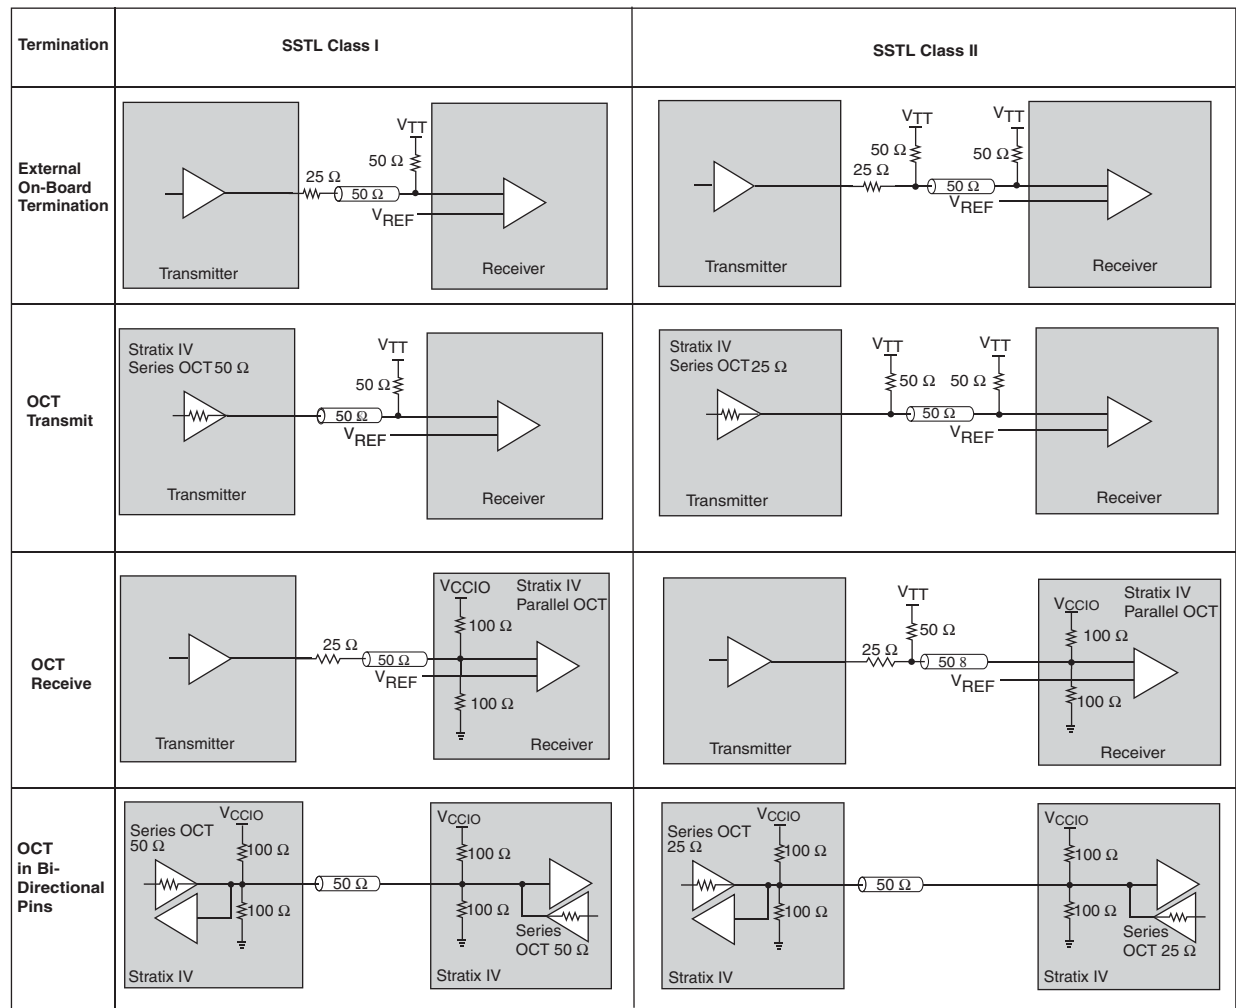 Termination
SSTL Class I
SSTL Class II
External
On-Board
Termination
VTT
50 Ω
25 Ω
50 Ω
VREF
Transmitter
Receiver
VTT
VTT
50 Ω
50 Ω
25 Ω
50 Ω
VREF
Transmitter
Receiver
OCT
Transmit
Stratix IV
Series OCT 50 Ω
VTT
50 Ω
50 Ω
VREF
Transmitter
Receiver
Stratix IV
Series OCT 25 Ω
VTT
VTT
50 Ω
50 Ω
50 Ω
VREF
Transmitter
Receiver
OCT
Receive
VCCIO
Stratix IV
Parallel OCT
100 Ω
25 Ω
50 Ω
VREF
100 Ω
Transmitter
Receiver
VTT
50 Ω
25 Ω
50 8
VREF
VCCIO
Stratix IV
Parallel OCT
100 Ω
100 Ω
Transmitter
Receiver
OCT
in Bi-
Directional
Pins
Series OCT
50 Ω
VCCIO
100 Ω
100 Ω
Stratix IV
50 Ω
VCCIO
100 Ω
100 Ω
Series
OCT 50 Ω
Stratix IV
Series OCT
25 Ω
VCCIO
100 Ω
100 Ω
Stratix IV
50 Ω
VCCIO
100 Ω
100 Ω
Series
OCT 25 Ω
Stratix IV